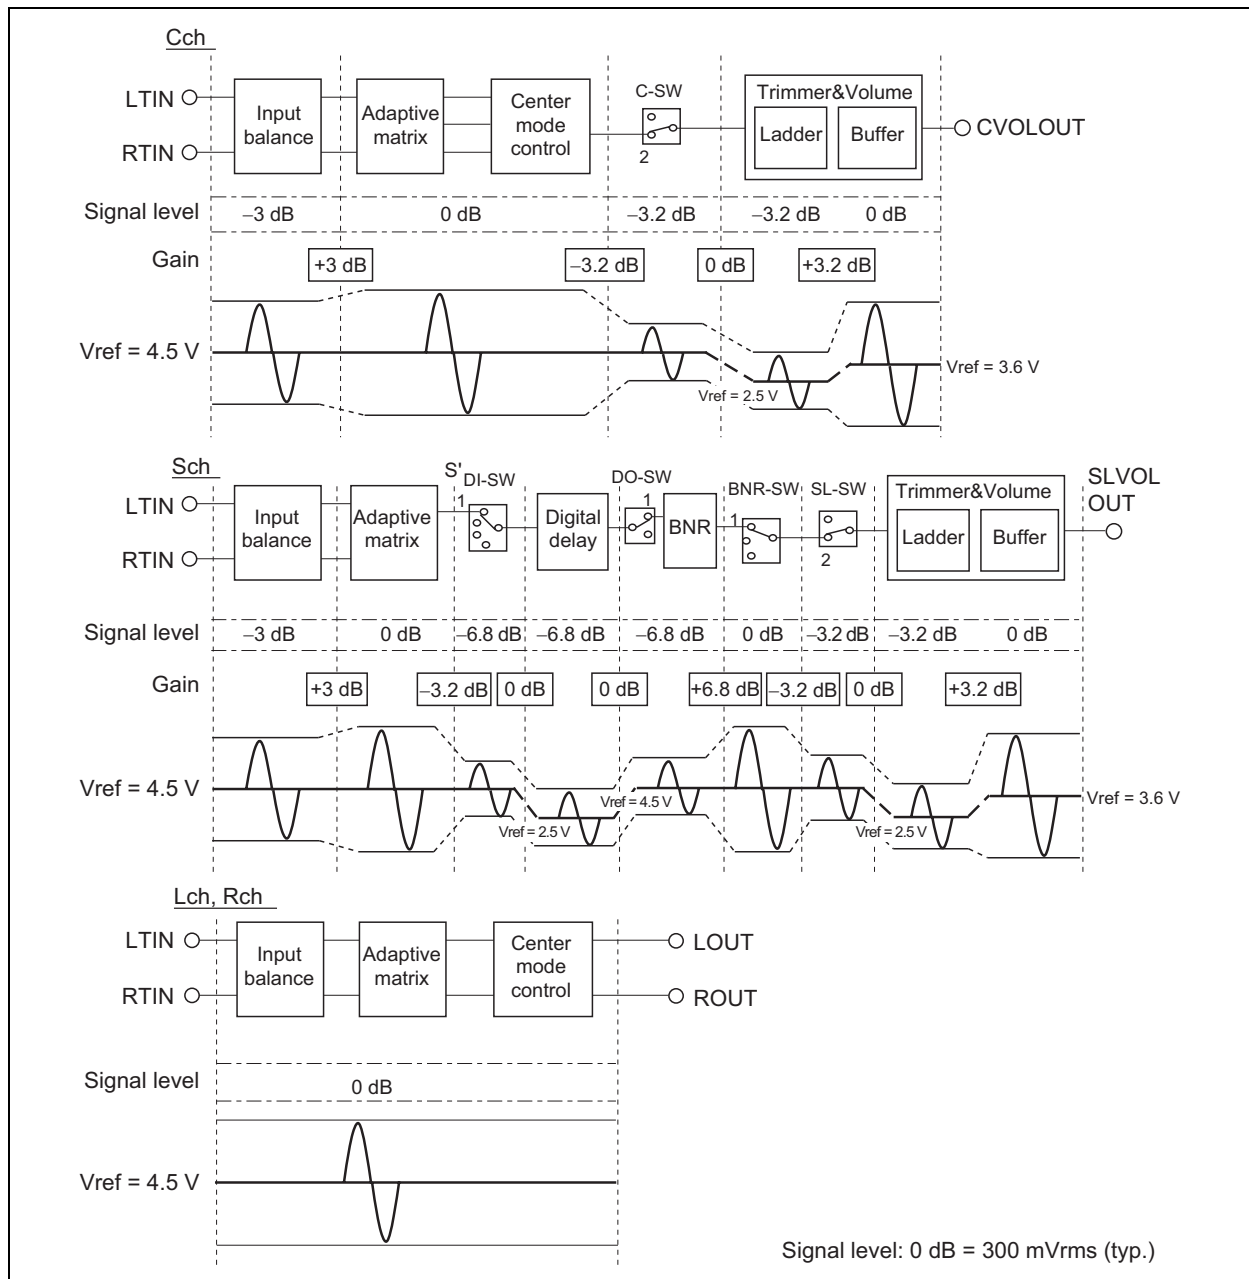 Cch
LTIN
RTIN
Input balance
Adaptive matrix
Center mode control
C-SW
2
Trimmer&Volume
Ladder
Buffer
CVOLOUT
Signal level
−3 dB
0 dB
−3.2 dB
−3.2 dB
0 dB
Gain
+3 dB
−3.2 dB
0 dB
+3.2 dB
Vref = 4.5 V
Vref = 2.5 V
Vref = 3.6 V
Sch
LTIN
RTIN
Input balance
Adaptive matrix
S'
DI-SW
1
Digital delay
DO-SW
1
BNR
BNR-SW
1
SL-SW
2
Trimmer&Volume
Ladder
Buffer
SLVOL OUT
Signal level
−3 dB
0 dB
−6.8 dB
−6.8 dB
−6.8 dB
0 dB
−3.2 dB
−3.2 dB
0 dB
Gain
+3 dB
−3.2 dB
0 dB
0 dB
+6.8 dB
−3.2 dB
0 dB
+3.2 dB
Vref = 4.5 V
Vref = 2.5 V
Vref = 4.5 V
Vref = 2.5 V
Vref = 3.6 V
Lch, Rch
LTIN
RTIN
Input balance
Adaptive matrix
Center mode control
LOUT
ROUT
Signal level
0 dB
Vref = 4.5 V
Signal level: 0 dB = 300 mVrms (typ.)